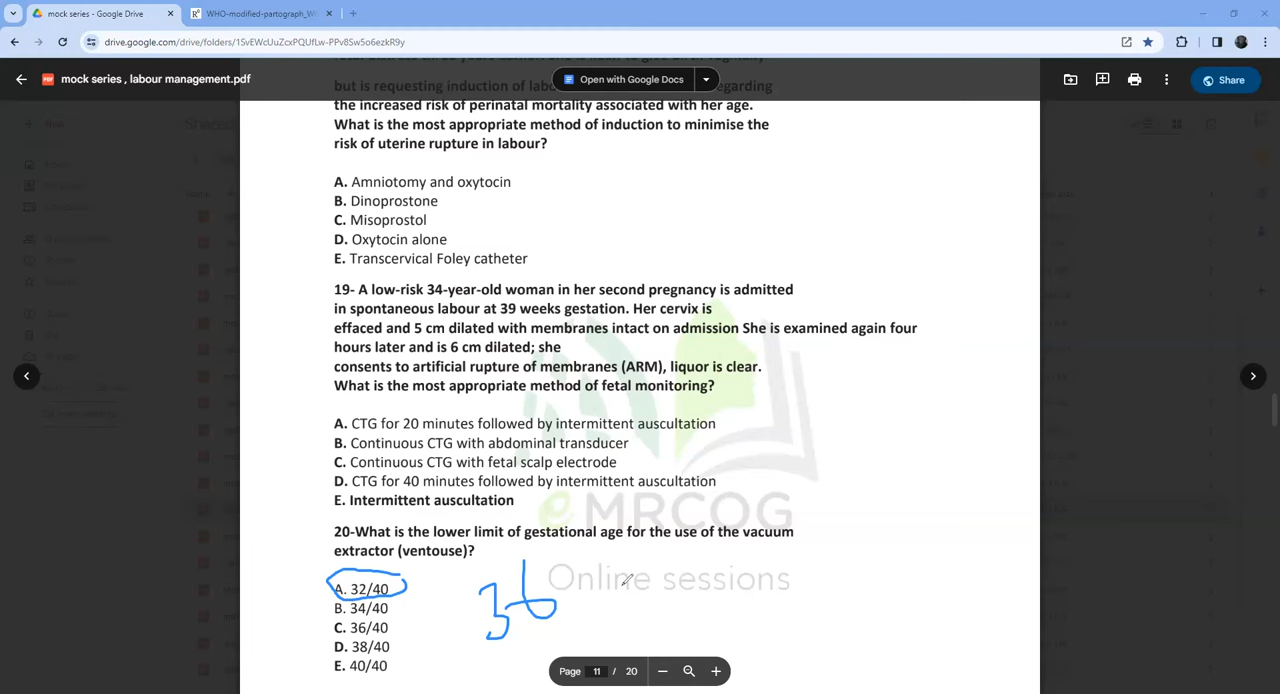 mock series - Google Drive
WHO-modified-partograph_W
drive.google.com/drive/folders/1SvEWcUuZcxPQUfLw-PPv8Sw5o6ezkR9y
mock series , labour management.pdf
Open with Google Docs
Share
but is requesting induction of egarding
the increased risk of perinatal mortality associated with her age.
What is the most appropriate method of induction to minimise the
risk of uterine rupture in labour?
A. Amniotomy and oxytocin
B. Dinoprostone
C. Misoprostol
D. Oxytocin alone
E. Transcervical Foley catheter
19- A low-risk 34-year-old woman in her second pregnancy is admitted
in spontaneous labour at 39 weeks gestation. Her cervix is
effaced and 5 cm dilated with membranes intact on admission She is examined again four
hours later and is 6 cm dilated; she
consents to artificial rupture of membranes (ARM), liquor is clear.
What is the most appropriate method of fetal monitoring?
A. CTG for 20 minutes followed by intermittent auscultation
B. Continuous CTG with abdominal transducer
C. Continuous CTG with fetal scalp electrode
D. CTG for 40 minutes followed by intermittent auscultation
E. Intermittent auscultation
eMRCOG
20-What is the lower limit of gestational age for the use of the vacuum
extractor (ventouse)?
Online sessions
A. 32/40
B. 34/40
36
C. 36/40
D. 38/40
E. 40/40
Page 11 / 20